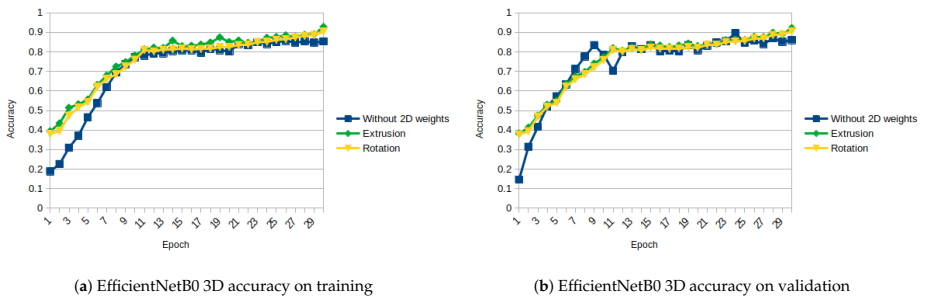 1
0.9
0.8
0.7
0.6
0.5
0.4
0.3
0.2
0.1
0
Accuracy
1 3 5 7 9 11 13 15 17 19 21 23 25 27 29
Epoch
Without 2D weights
Extrusion
Rotation
(a) EfficientNetB0 3D accuracy on training
1
0.9
0.8
0.7
0.6
0.5
0.4
0.3
0.2
0.1
0
Accuracy
1 3 5 7 9 11 13 15 17 19 21 23 25 27 29
Epoch
Without 2D weights
Extrusion
Rotation
(b) EfficientNetB0 3D accuracy on validation